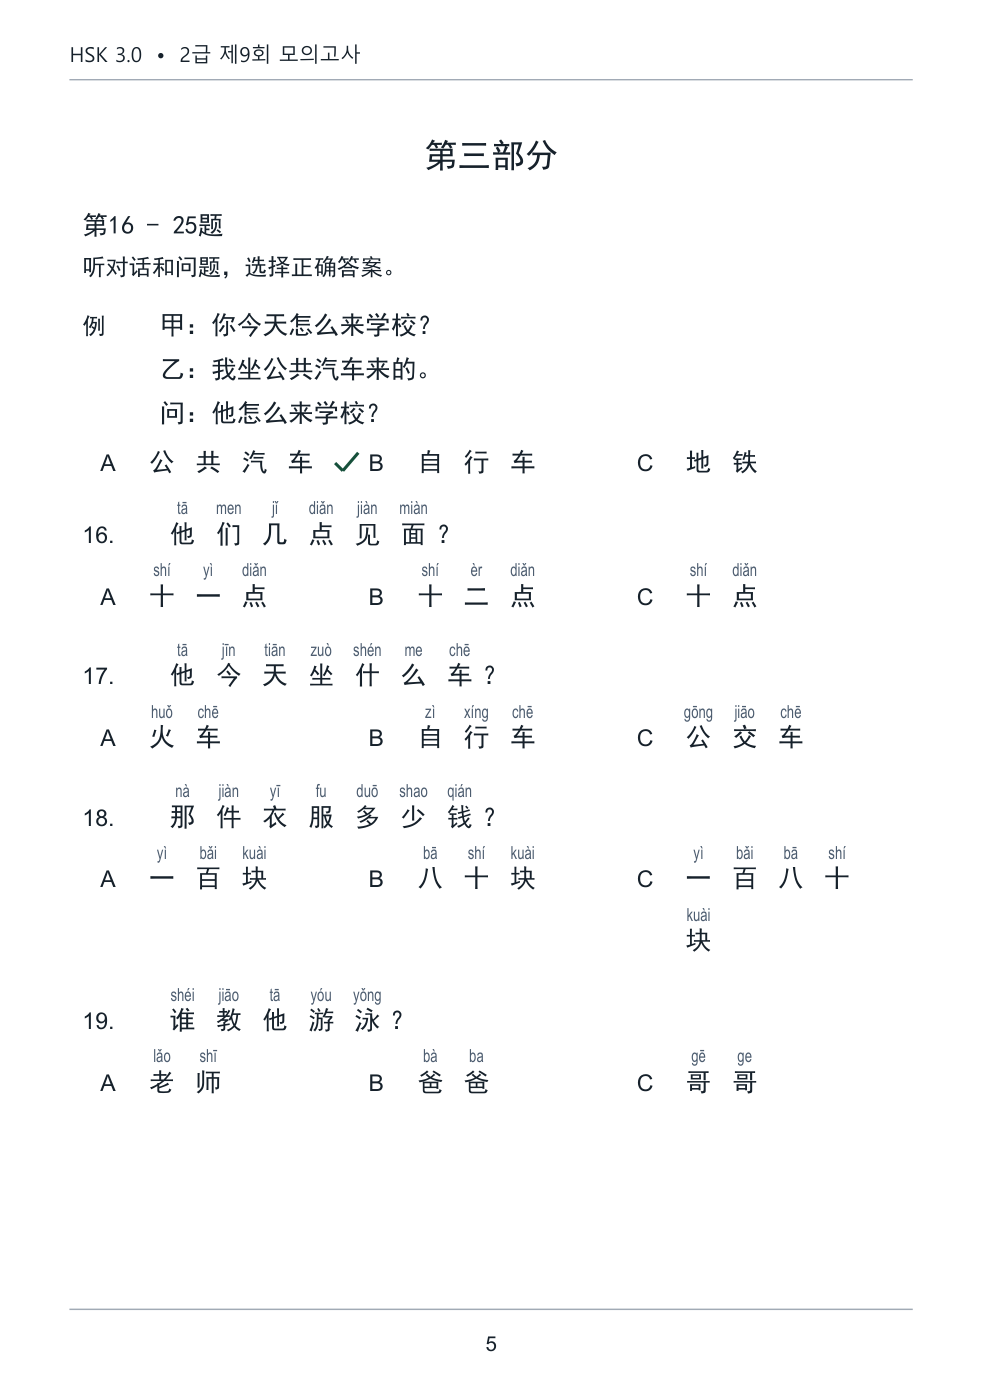 HSK 3.0 • 2급 제9회 모의고사
第三部分
第16 － 25题
听对话和问题，选择正确答案。
例 甲：你今天怎么来学校？
乙：我坐公共汽车来的。
问：他怎么来学校？
A 公共汽车 ✓ B 自行车 C 地铁
tā men jǐ diǎn jiàn miàn
16. 他们几点见面？
shí yì diǎn shí èr diǎn shí diǎn
A 十一点 B 十二点 C 十点
tā jīn tiān zuò shén me chē
17. 他今天坐什么车？
huǒ chē zì xíng chē gōng jiāo chē
A 火车 B 自行车 C 公交车
nà jiàn yī fu duō shao qián
18. 那件衣服多少钱？
yì bǎi kuài bā shí kuài yì bǎi bā shí
A 一百块 B 八十块 C 一百八十
kuài
块
shéi jiāo tā yóu yǒng
19. 谁教他游泳？
lǎo shī bà ba gē ge
A 老师 B 爸爸 C 哥哥
5